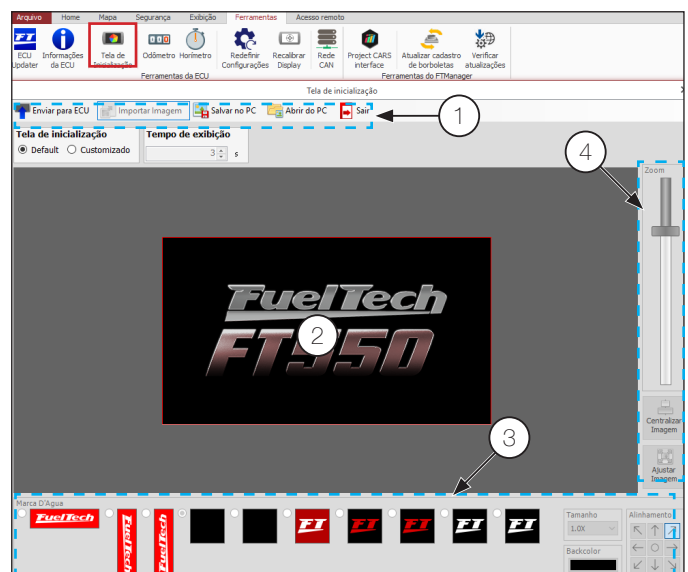 Arquivo Home Mapa Segurança Exibição Ferramentas Acesso remoto
FT
ECU Updater
Informações da ECU
Tela de Inicialização
Odômetro
Horímetro
Redefinir Configurações
Recalibrar Display
Rede CAN
Project CARS interface
Atualizar cadastro de borboletas
Verificar atualizações
Ferramentas da ECU
Ferramentas do FTManager
Tela de inicialização
Enviar para ECU Importar Imagem Salvar no PC Abrir do PC Sair
1
Tela de inicialização
Default Customizado
Tempo de exibição
3 s
4
Zoom
FuelTech
FT550
2
Centralizar
Imagem
Ajustar
Imagem
3
Marca D'Agua
FuelTech
FuelTech
FuelTech
FT
FT
FT
FT
FT
Tamanho
1.0X
Backcolor
Alinhamento